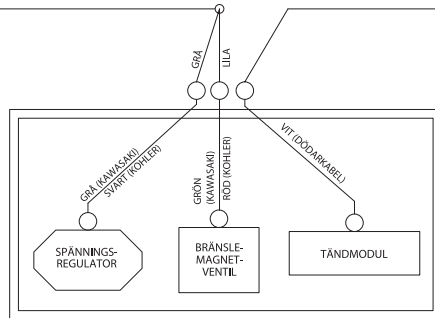 GRÅ
LILA
GRÅ (KAWASAKI)
SVART (KOHLER)
GRÖN
(KAWASAKI)
RÖD (KOHLER)
VIT (DÖDARKABEL)
SPÄNNINGS-
REGULATOR
BRÄNSLE-
MAGNET-
VENTIL
TÄNDMODUL